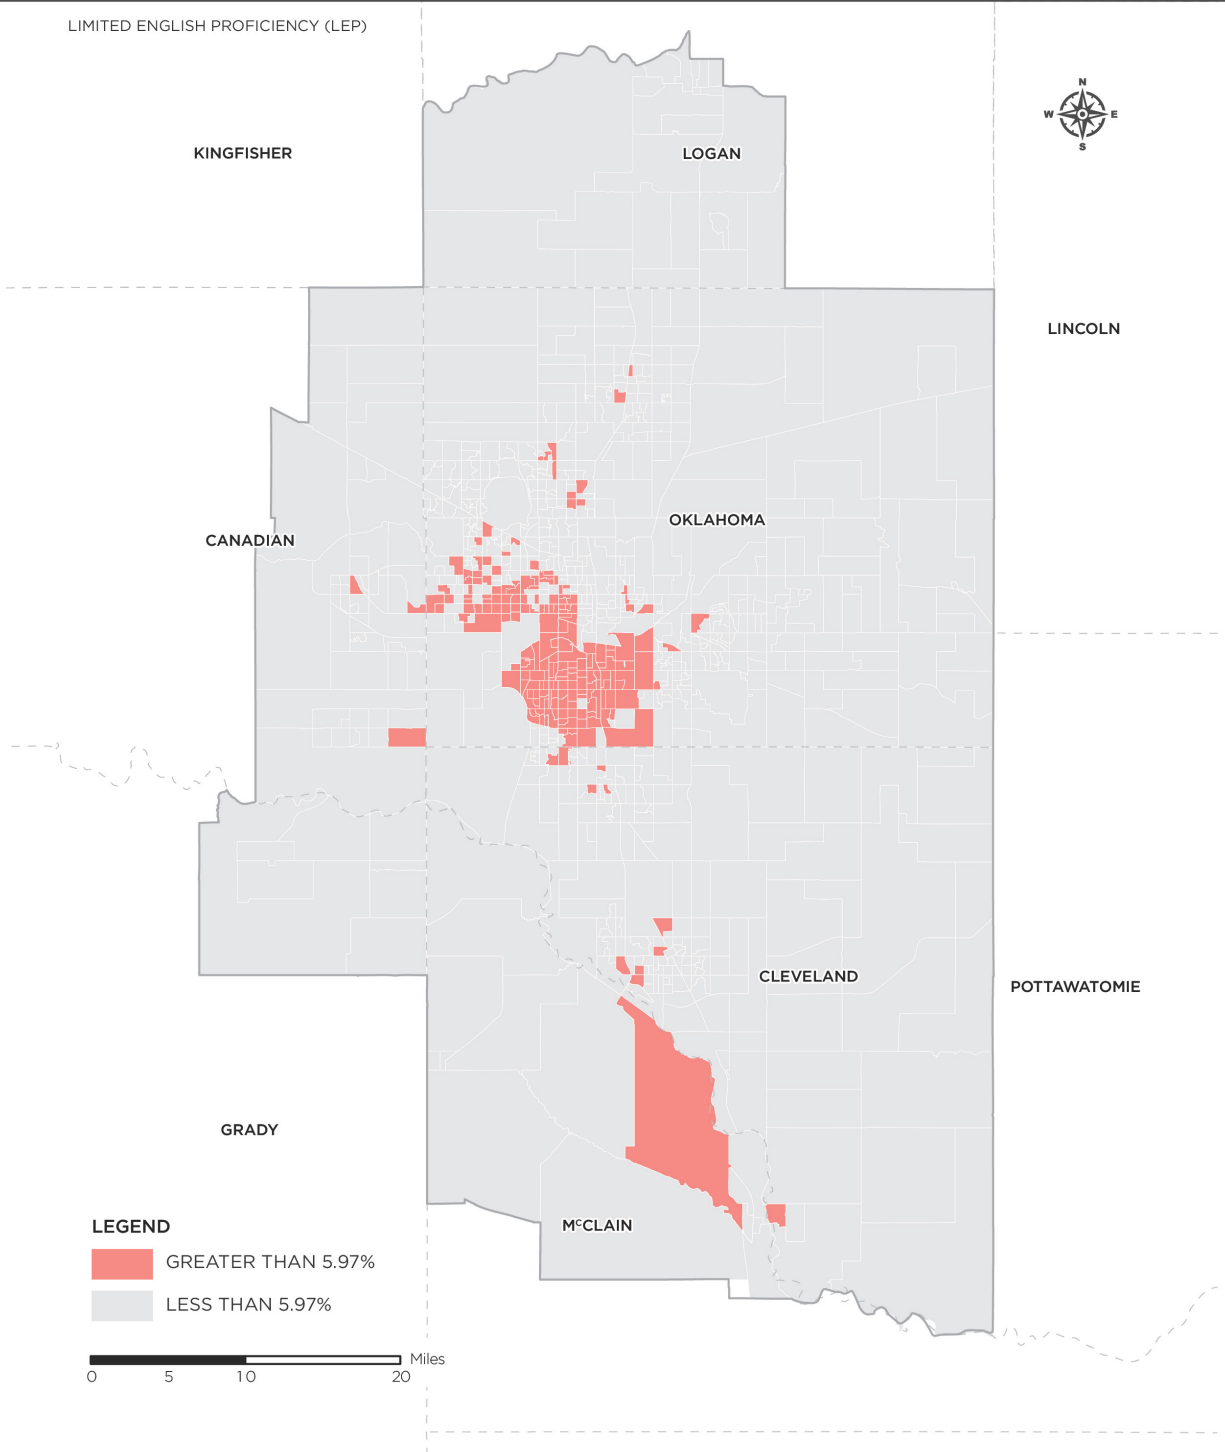 LIMITED ENGLISH PROFICIENCY (LEP)
N
W E
S
KINGFISHER
LOGAN
LINCOLN
OKLAHOMA
CANADIAN
CLEVELAND
POTTAWATOMIE
GRADY
McCLAIN
LEGEND
GREATER THAN 5.97%
LESS THAN 5.97%
Miles
0 5 10 20